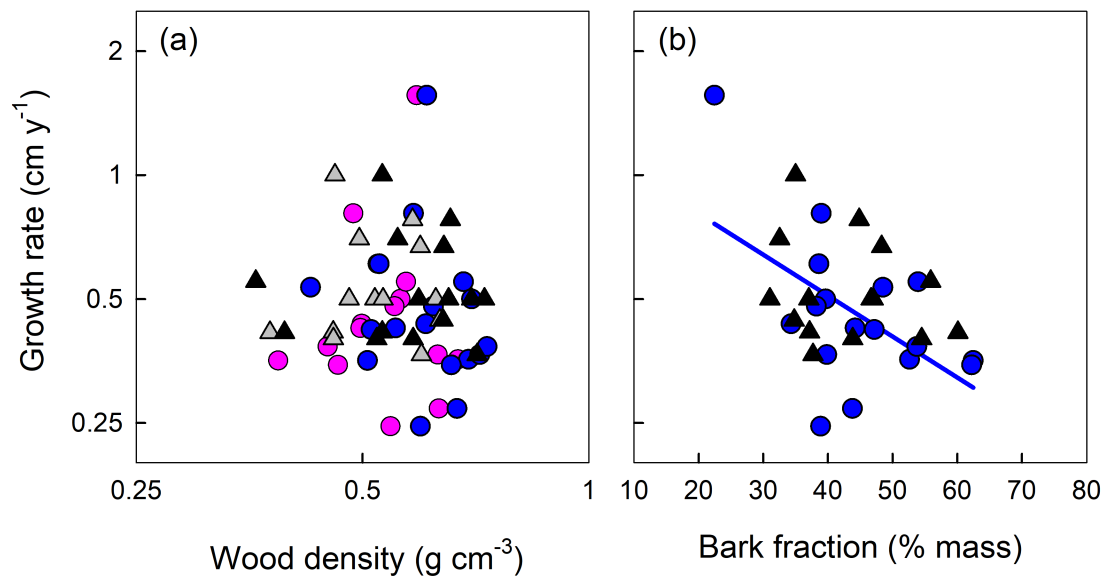 (a)
(b)
Growth rate (cm y⁻¹)
2
1
0.5
0.25
0.25 0.5 1
10 20 30 40 50 60 70 80
Wood density (g cm⁻³)
Bark fraction (% mass)